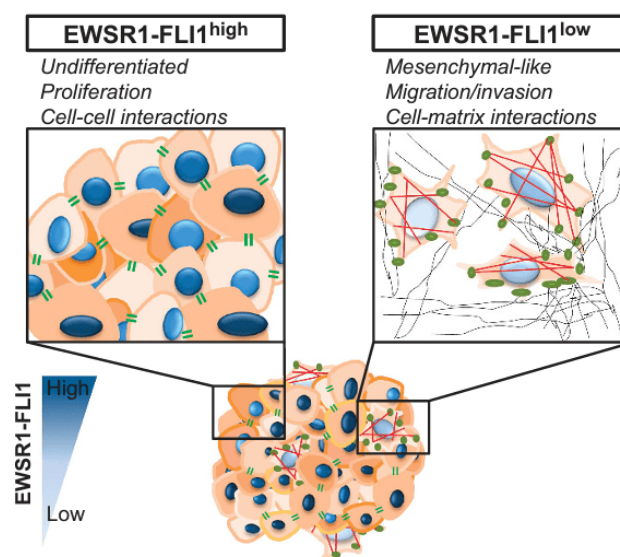 EWSR1-FLI1high
Undifferentiated
Proliferation
Cell-cell interactions
EWSR1-FLI1low
Mesenchymal-like
Migration/invasion
Cell-matrix interactions
EWSR1-FLI1
High
Low